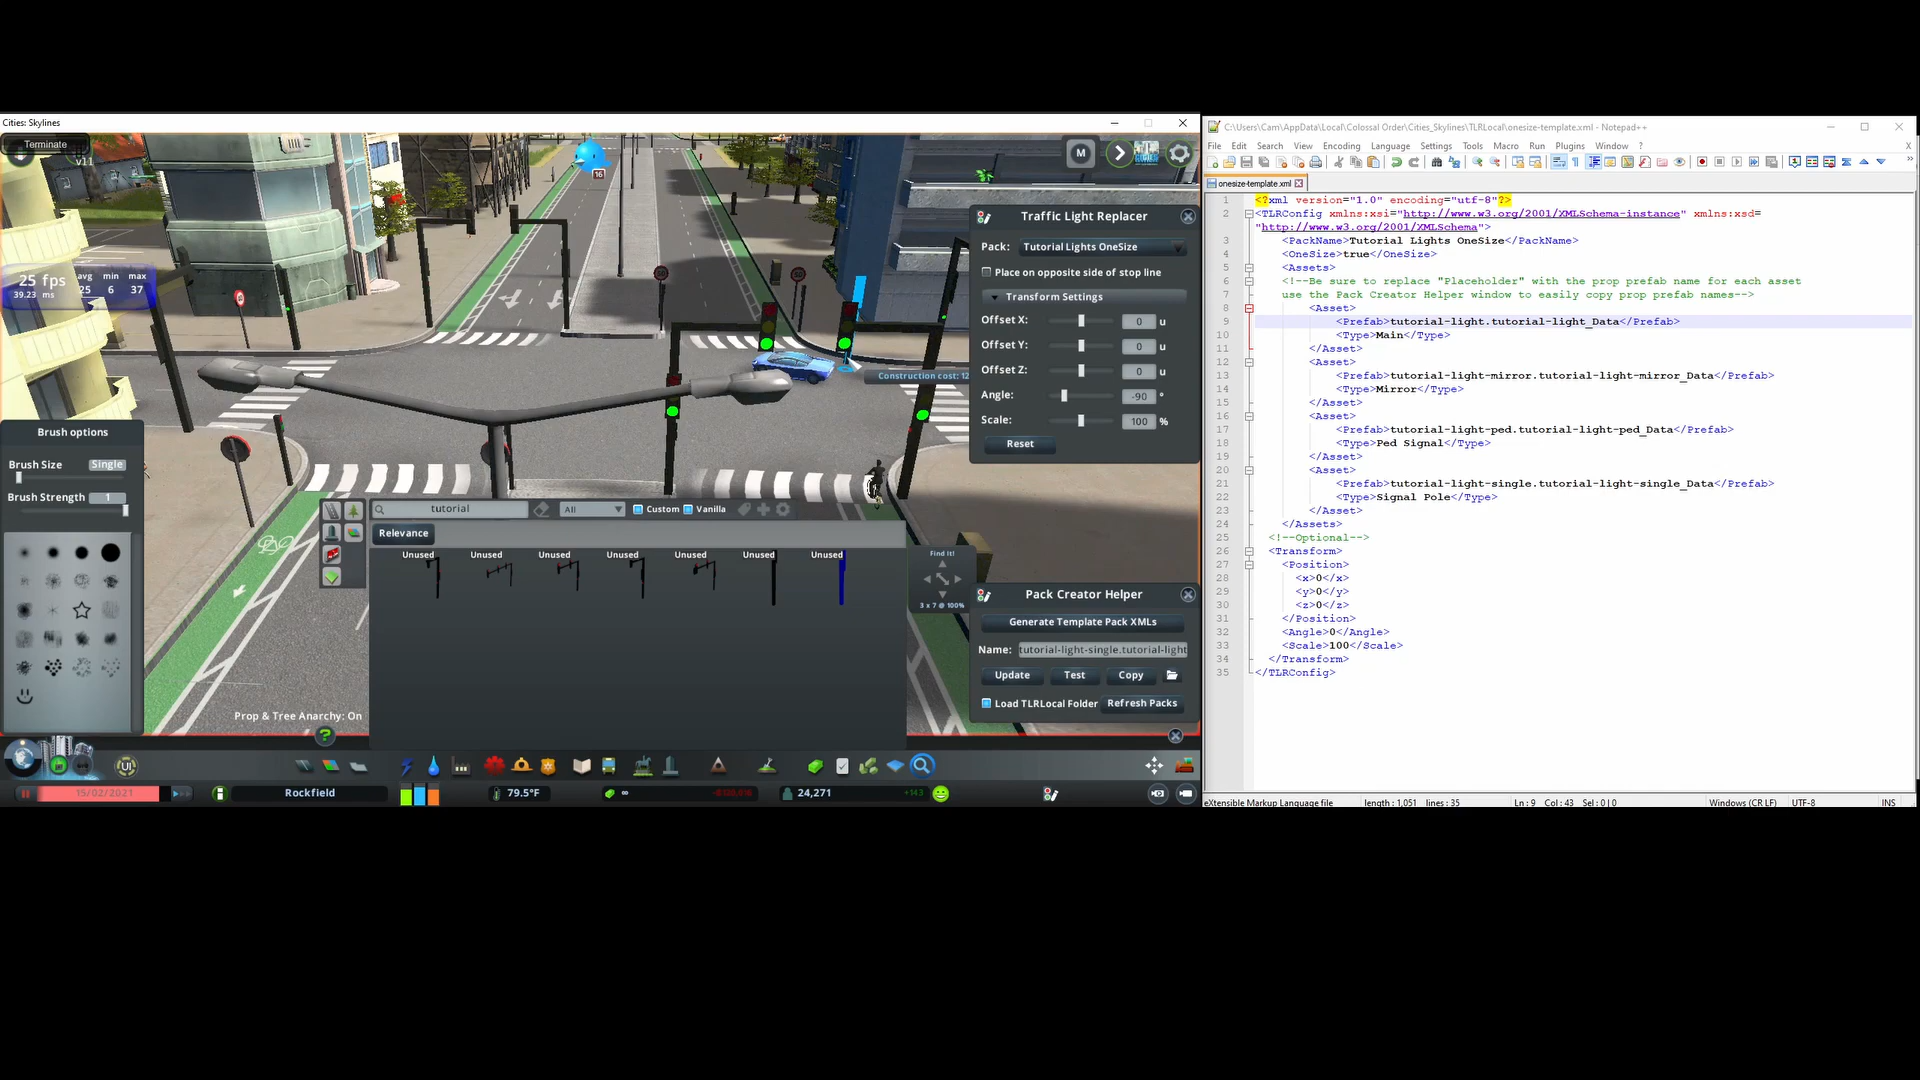 Cities: Skylines
Terminate
v11
25 fps
39.23 ms
avg min max
25 6 37
16
M
Traffic Light Replacer
Pack: Tutorial Lights OneSize
Place on opposite side of stop line
Transform Settings
Offset X: 0 u
Offset Y: 0 u
Offset Z: 0 u
Angle: -90 °
Scale: 100 %
Reset
Construction cost: 12
Brush options
Brush Size Single
Brush Strength 1
Prop & Tree Anarchy: On
tutorial
All
Custom Vanilla
Relevance
Unused Unused Unused Unused Unused Unused Unused
Find It!
3 x 7 @ 100%
Pack Creator Helper
Generate Template Pack XMLs
Name: tutorial-light-single.tutorial-light
Update Test Copy
Load TLRLocal Folder Refresh Packs
UI
15/02/2021
Rockfield
79.5°F
∞
24,271
+143
C:\Users\Cam\AppData\Local\Colossal Order\Cities_Skylines\TLRLocal\onesize-template.xml - Notepad++
File Edit Search View Encoding Language Settings Tools Macro Run Plugins Window ?
X
onesize-template.xml
1 <?xml version="1.0" encoding="utf-8"?>
2 <TLRConfig xmlns:xsi="http://www.w3.org/2001/XMLSchema-instance" xmlns:xsd=
"http://www.w3.org/2001/XMLSchema">
3 <PackName>Tutorial Lights OneSize</PackName>
4 <OneSize>true</OneSize>
5 <Assets>
6 <!--Be sure to replace "Placeholder" with the prop prefab name for each asset
7 use the Pack Creator Helper window to easily copy prop prefab names-->
8 <Asset>
9 <Prefab>tutorial-light.tutorial-light_Data</Prefab>
10 <Type>Main</Type>
11 </Asset>
12 <Asset>
13 <Prefab>tutorial-light-mirror.tutorial-light-mirror_Data</Prefab>
14 <Type>Mirror</Type>
15 </Asset>
16 <Asset>
17 <Prefab>tutorial-light-ped.tutorial-light-ped_Data</Prefab>
18 <Type>Ped Signal</Type>
19 </Asset>
20 <Asset>
21 <Prefab>tutorial-light-single.tutorial-light-single_Data</Prefab>
22 <Type>Signal Pole</Type>
23 </Asset>
24 </Assets>
25 <!--Optional-->
26 <Transform>
27 <Position>
28 <x>0</x>
29 <y>0</y>
30 <z>0</z>
31 </Position>
32 <Angle>0</Angle>
33 <Scale>100</Scale>
34 </Transform>
35 </TLRConfig>
eXtensible Markup Language file length : 1,051 lines : 35 Ln : 9 Col : 43 Sel : 0 | 0 Windows (CR LF) UTF-8 INS